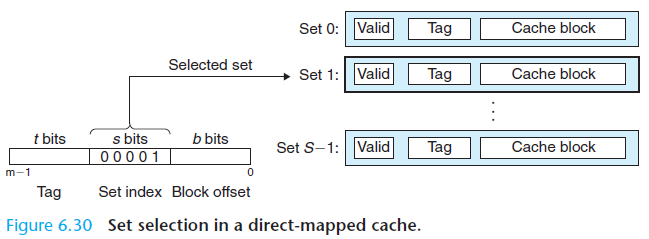 Set 0: Valid Tag Cache block
Selected set
Set 1: Valid Tag Cache block
⋮
t bits s bits b bits
Set S–1: Valid Tag Cache block
0 0 0 0 1
m–1 0
Tag Set index Block offset
Figure 6.30 Set selection in a direct-mapped cache.